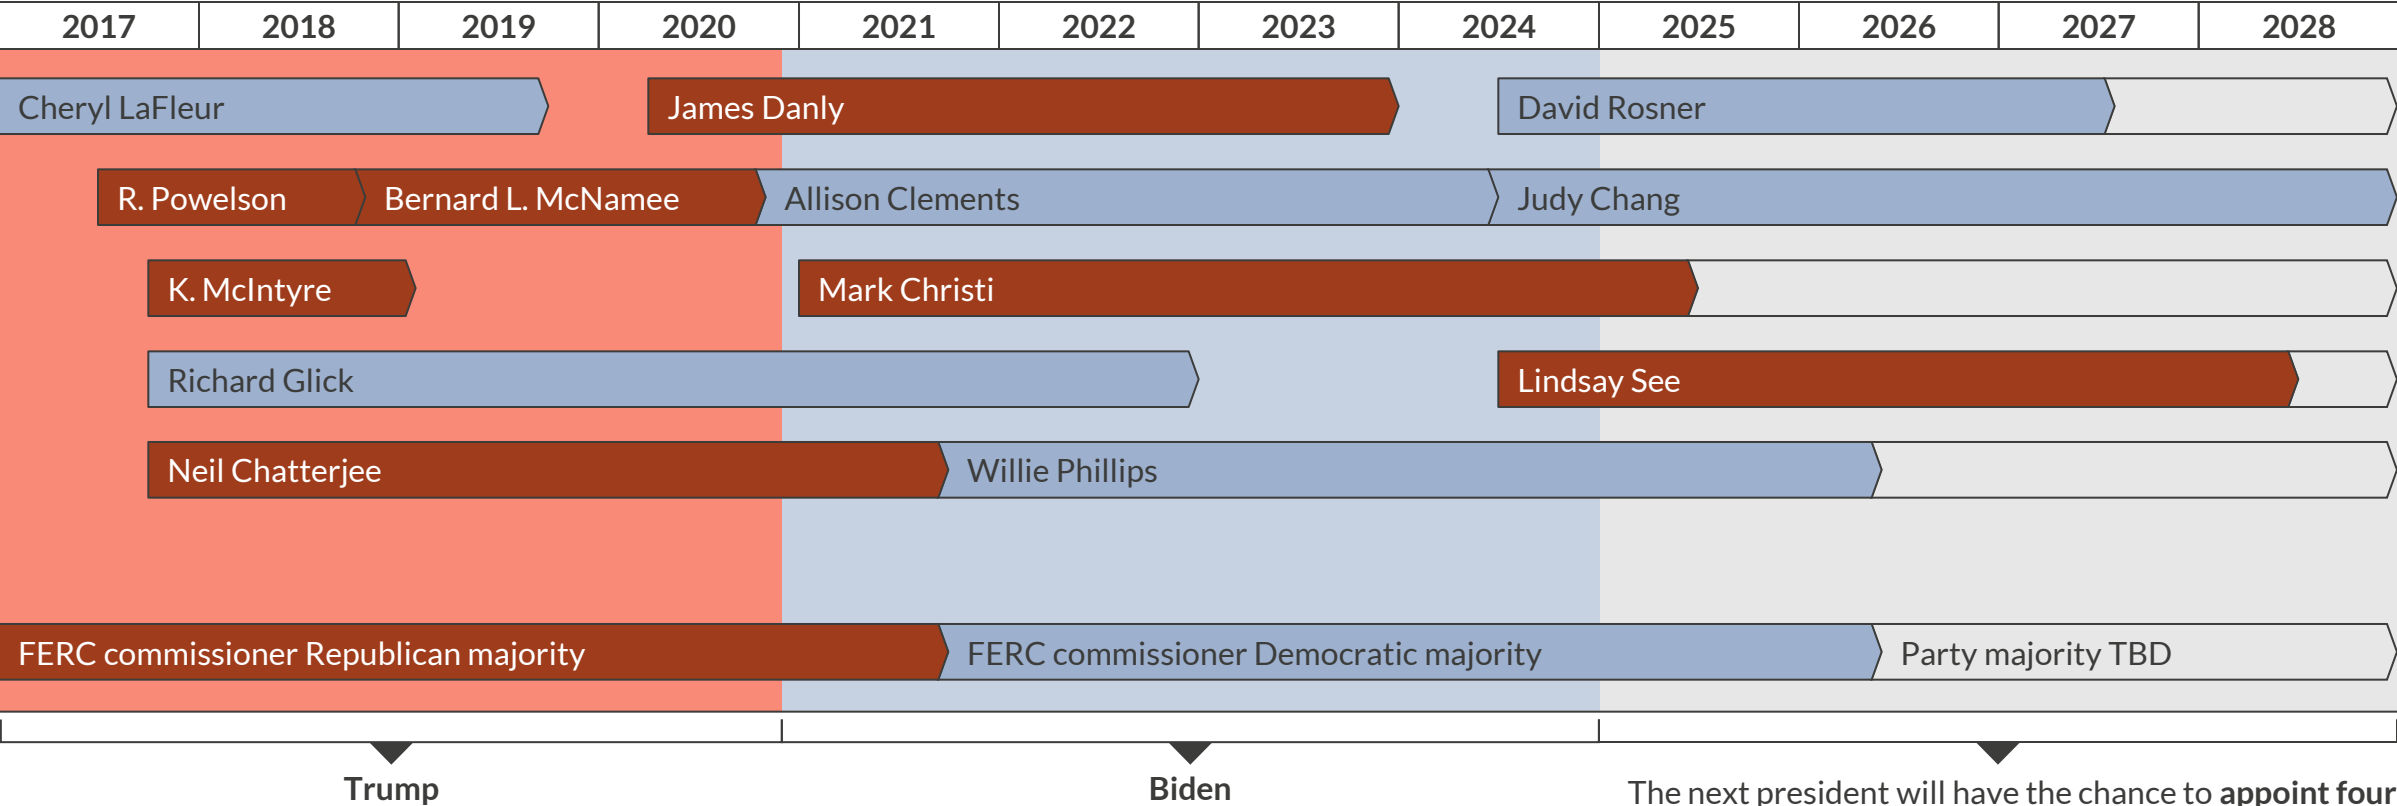 2017 2018 2019 2020 2021 2022 2023 2024 2025 2026 2027 2028
Cheryl LaFleur James Danly David Rosner
R. Powelson Bernard L. McNamee Allison Clements Judy Chang
K. McIntyre Mark Christi
Richard Glick Lindsay See
Neil Chatterjee Willie Phillips
FERC commissioner Republican majority FERC commissioner Democratic majority Party majority TBD
Trump Biden The next president will have the chance to appoint four